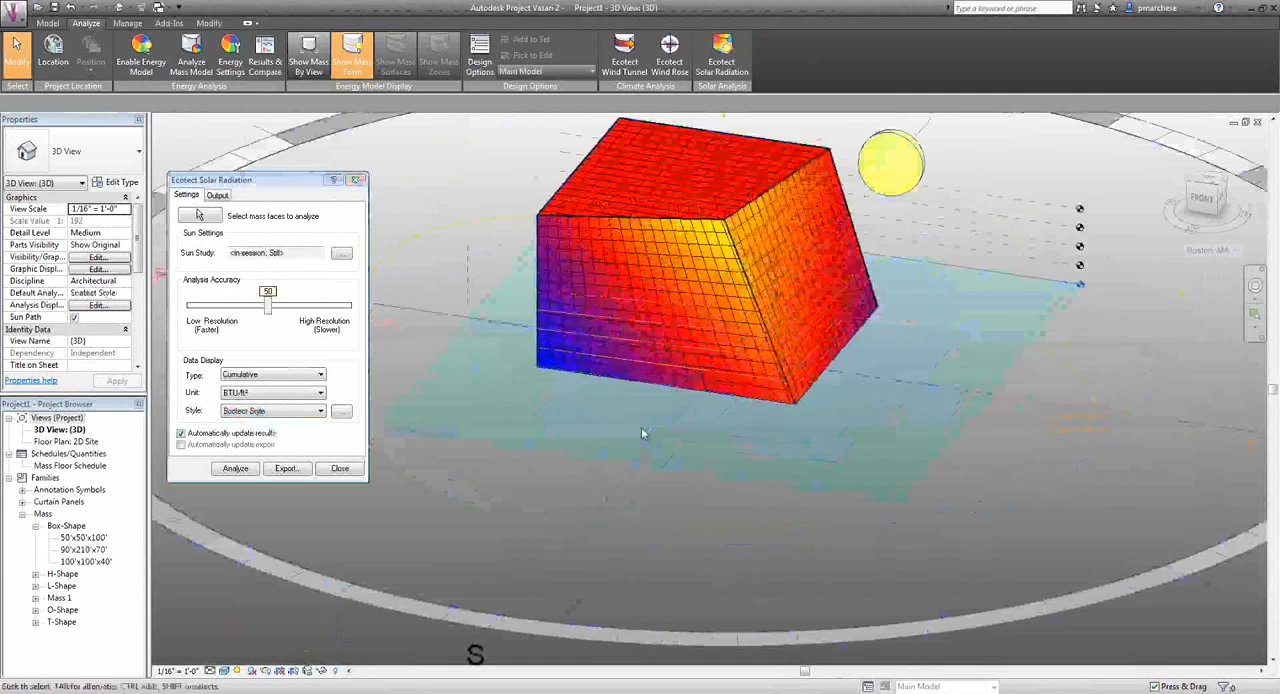 Autodesk Project Vasari 2 - Project1 - 3D View: {3D}
Type a keyword or phrase
pmarchese
Model Analyze Manage Add-Ins Modify
Modify
Location
Position
Enable Energy Model
Analyze Mass Model
Energy Settings
Results & Compare
Show Mass By View
Show Mass Form
Show Mass Surfaces
Show Mass Zones
Design Options
Add to Set
Pick to Edit
Main Model
Ecotect Wind Tunnel
Ecotect Wind Rose
Ecotect Solar Radiation
Select
Project Location
Energy Analysis
Energy Model Display
Design Options
Climate Analysis
Solar Analysis
Properties
3D View
3D View: {3D}
Edit Type
Graphics
View Scale 1/16" = 1'-0"
Scale Value 1: 192
Detail Level Medium
Parts Visibility Show Original
Visibility/Grap... Edit...
Graphic Displ... Edit...
Discipline Architectural
Default Analy...
Analysis Displ... Edit...
Sun Path
Identity Data
View Name {3D}
Dependency Independent
Title on Sheet
Properties help
Apply
Project1 - Project Browser
Views (Project)
3D View: {3D}
Floor Plan: 2D Site
Schedules/Quantities
Mass Floor Schedule
Families
Annotation Symbols
Curtain Panels
Mass
Box-Shape
50'x50'x100'
90'x210'x70'
100'x100'x40'
H-Shape
L-Shape
Mass 1
O-Shape
T-Shape
Ecotect Solar Radiation
Settings Output
Select mass faces to analyze
Sun Settings
Sun Study: <In-session, Still>
...
Analysis Accuracy
50
Low Resolution (Faster)
High Resolution (Slower)
Data Display
Type: Cumulative
Unit: BTU/ft²
Style:
...
Automatically update results
Automatically update export
Analyze Export... Close
FRONT
Boston, MA
S
1/16" = 1'-0"
Main Model
Press & Drag
:0